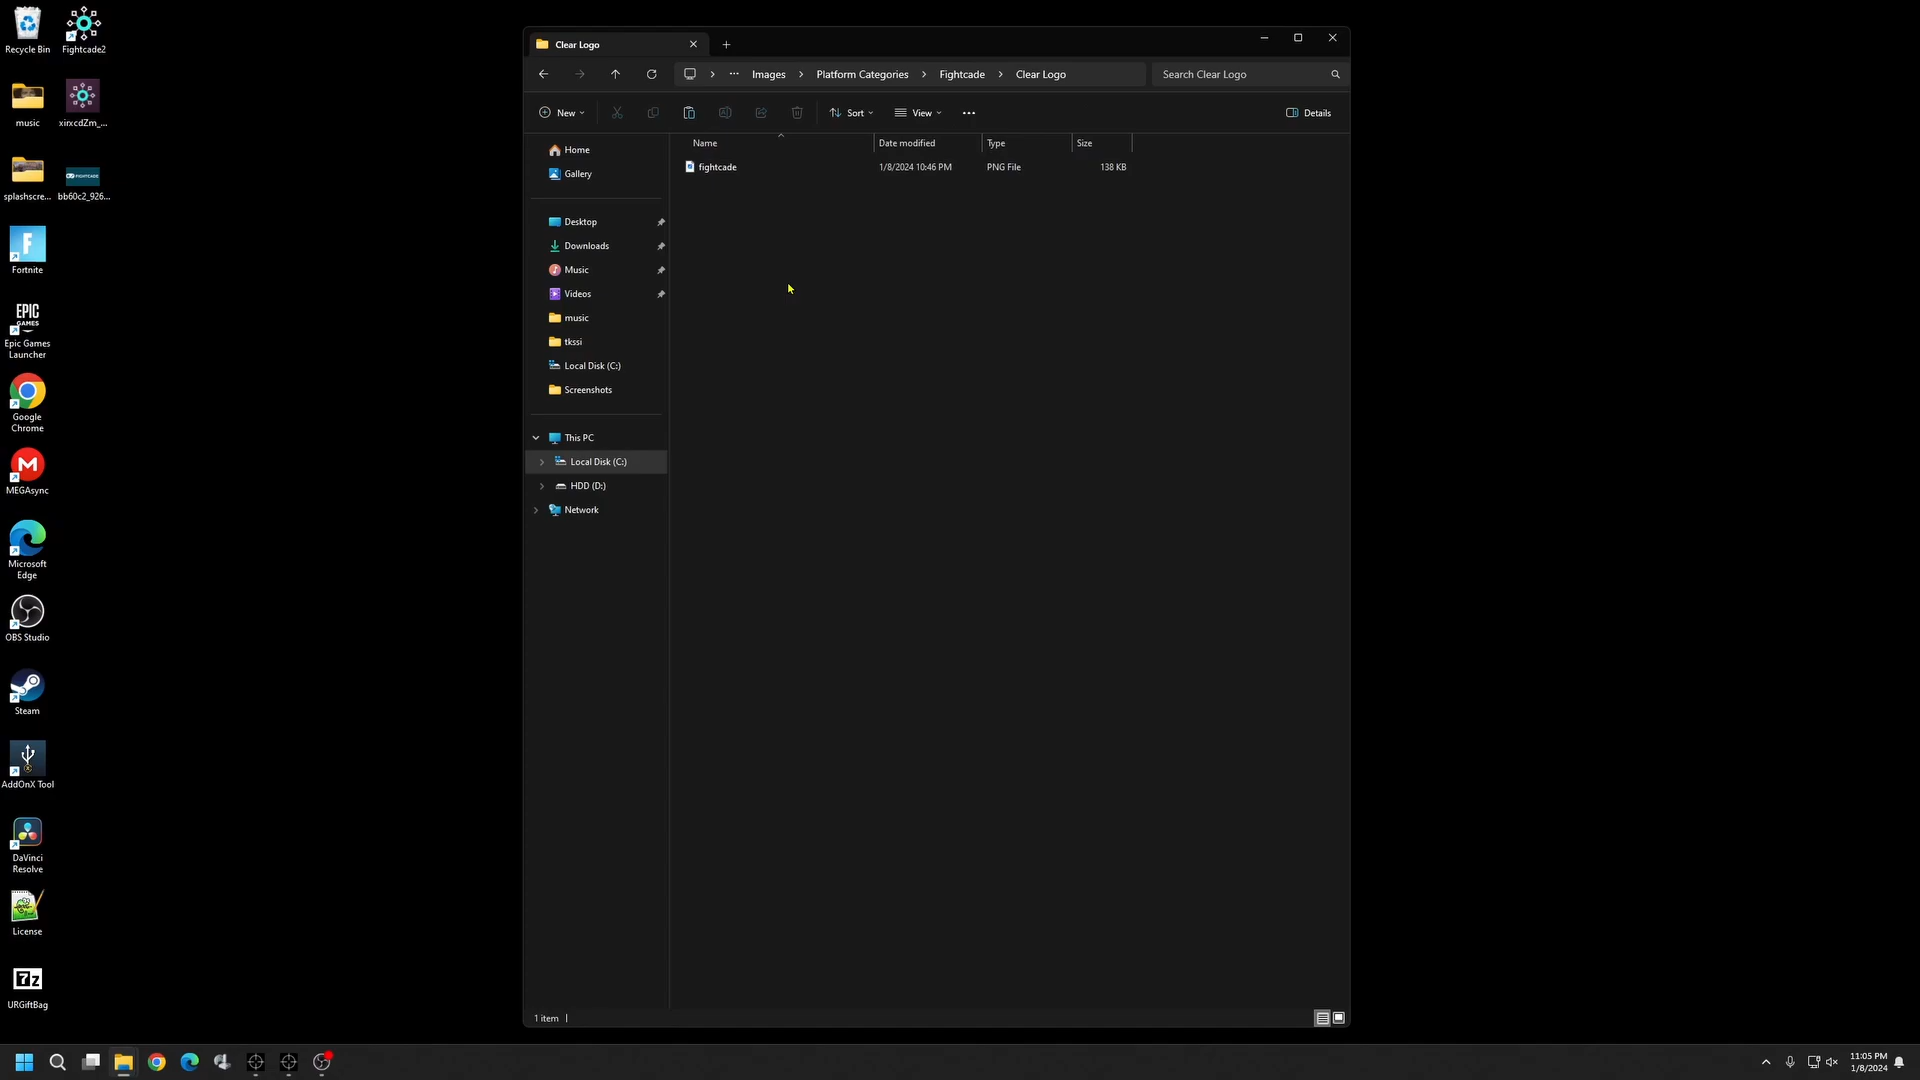 Recycle Bin
Fightcade2
music
splashscre...
bb60c2_926...
Fortnite
EPIC
GAMES
Epic Games
Launcher
Google
Chrome
MEGAsync
Microsoft
Edge
OBS Studio
Steam
AddOnX Tool
DaVinci
Resolve
License
7z
URGiftBag
Clear Logo
Images
Platform Categories
Fightcade
Clear Logo
Search Clear Logo
New
Sort
View
Details
Home
Gallery
Desktop
Downloads
Music
Videos
music
tkssi
Local Disk (C:)
Screenshots
This PC
Local Disk (C:)
HDD (D:)
Network
Name Date modified Type Size
fightcade 1/8/2024 10:46 PM PNG File 138 KB
1 item
11:05 PM
1/8/2024